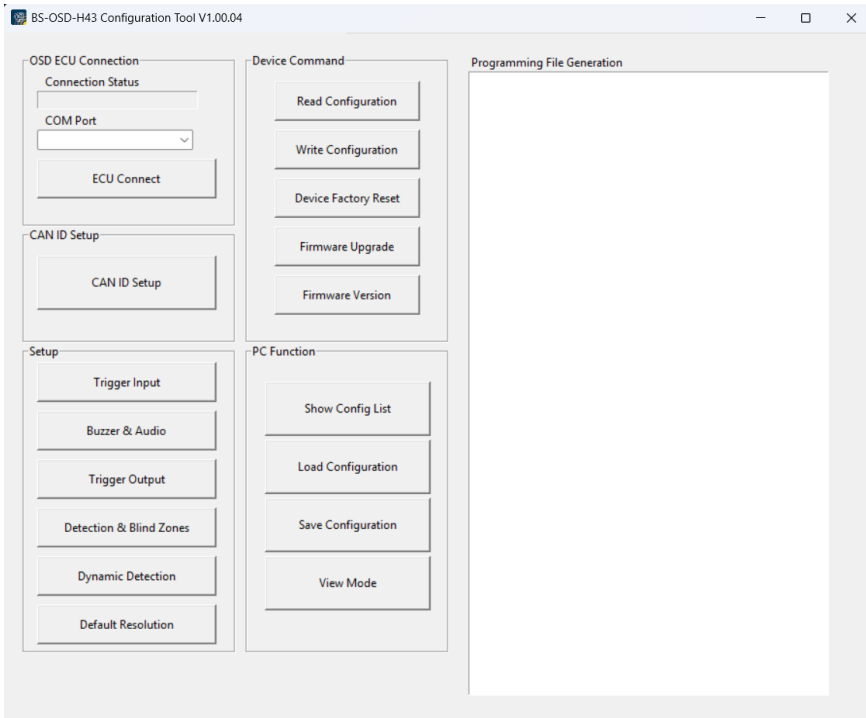 BS-OSD-H43 Configuration Tool V1.00.04
OSD ECU Connection
Connection Status
COM Port
ECU Connect
CAN ID Setup
CAN ID Setup
Setup
Trigger Input
Buzzer & Audio
Trigger Output
Detection & Blind Zones
Dynamic Detection
Default Resolution
Device Command
Read Configuration
Write Configuration
Device Factory Reset
Firmware Upgrade
Firmware Version
PC Function
Show Config List
Load Configuration
Save Configuration
View Mode
Programming File Generation